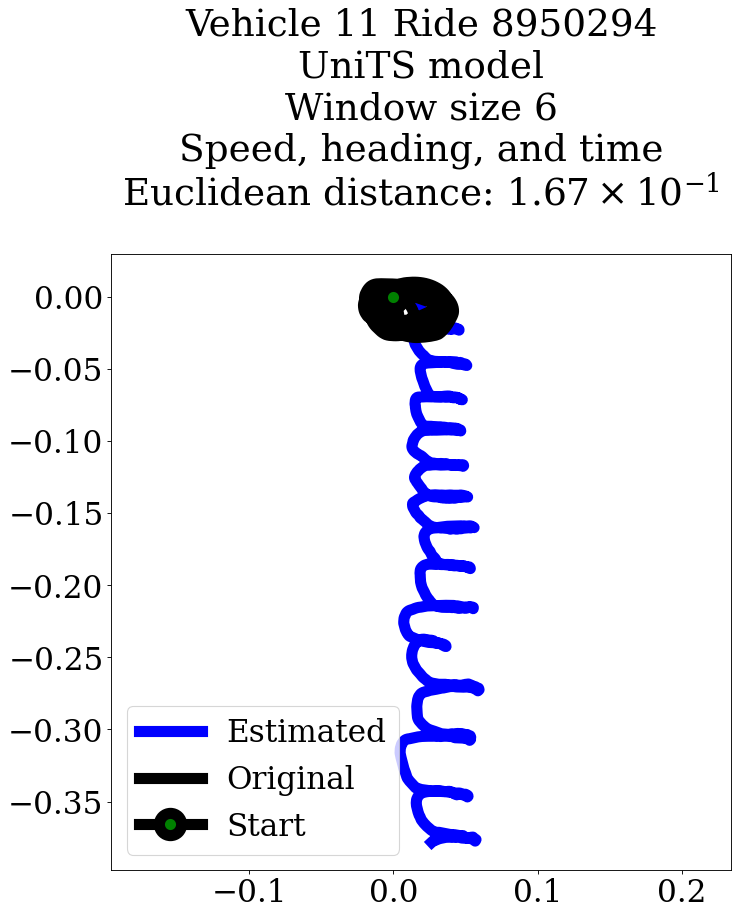 Vehicle 11 Ride 8950294
UniTS model
Window size 6
Speed, heading, and time
Euclidean distance: 1.67 × 10⁻¹
0.00
−0.05
−0.10
−0.15
−0.20
−0.25
−0.30
−0.35
Estimated
Original
Start
−0.1 0.0 0.1 0.2